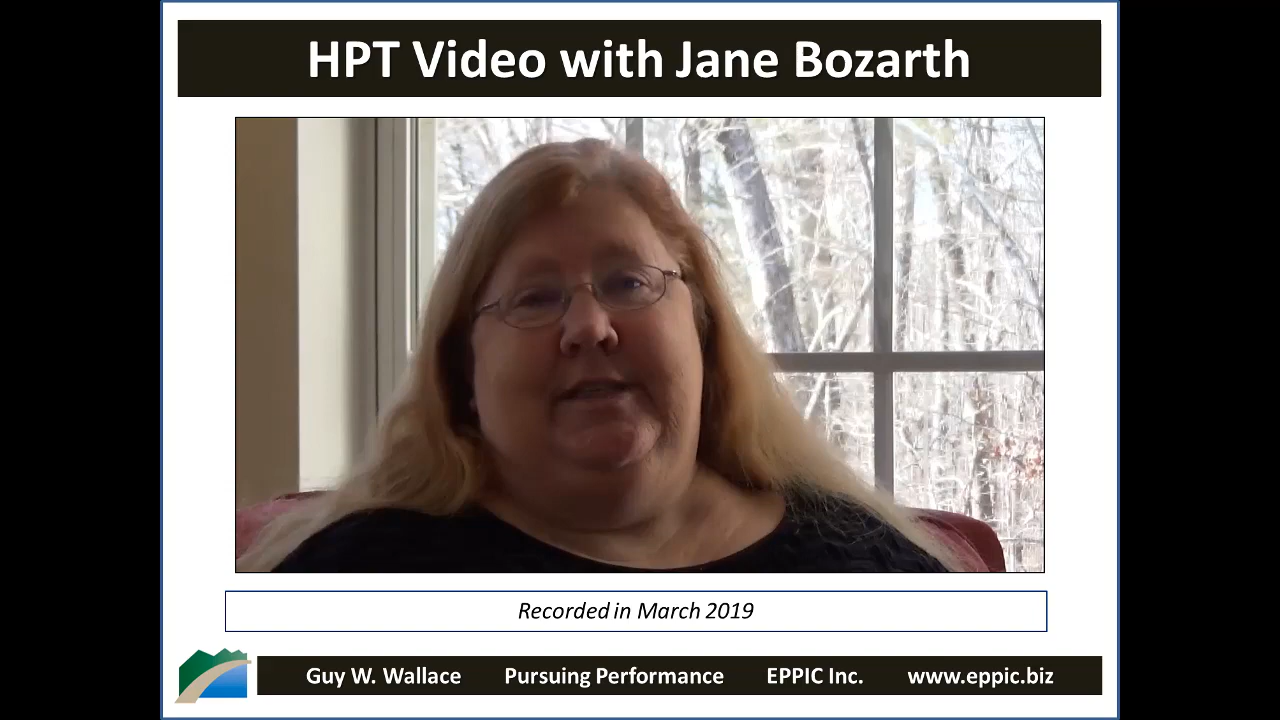 HPT Video with Jane Bozarth
Recorded in March 2019
Guy W. Wallace Pursuing Performance EPPIC Inc. www.eppic.biz